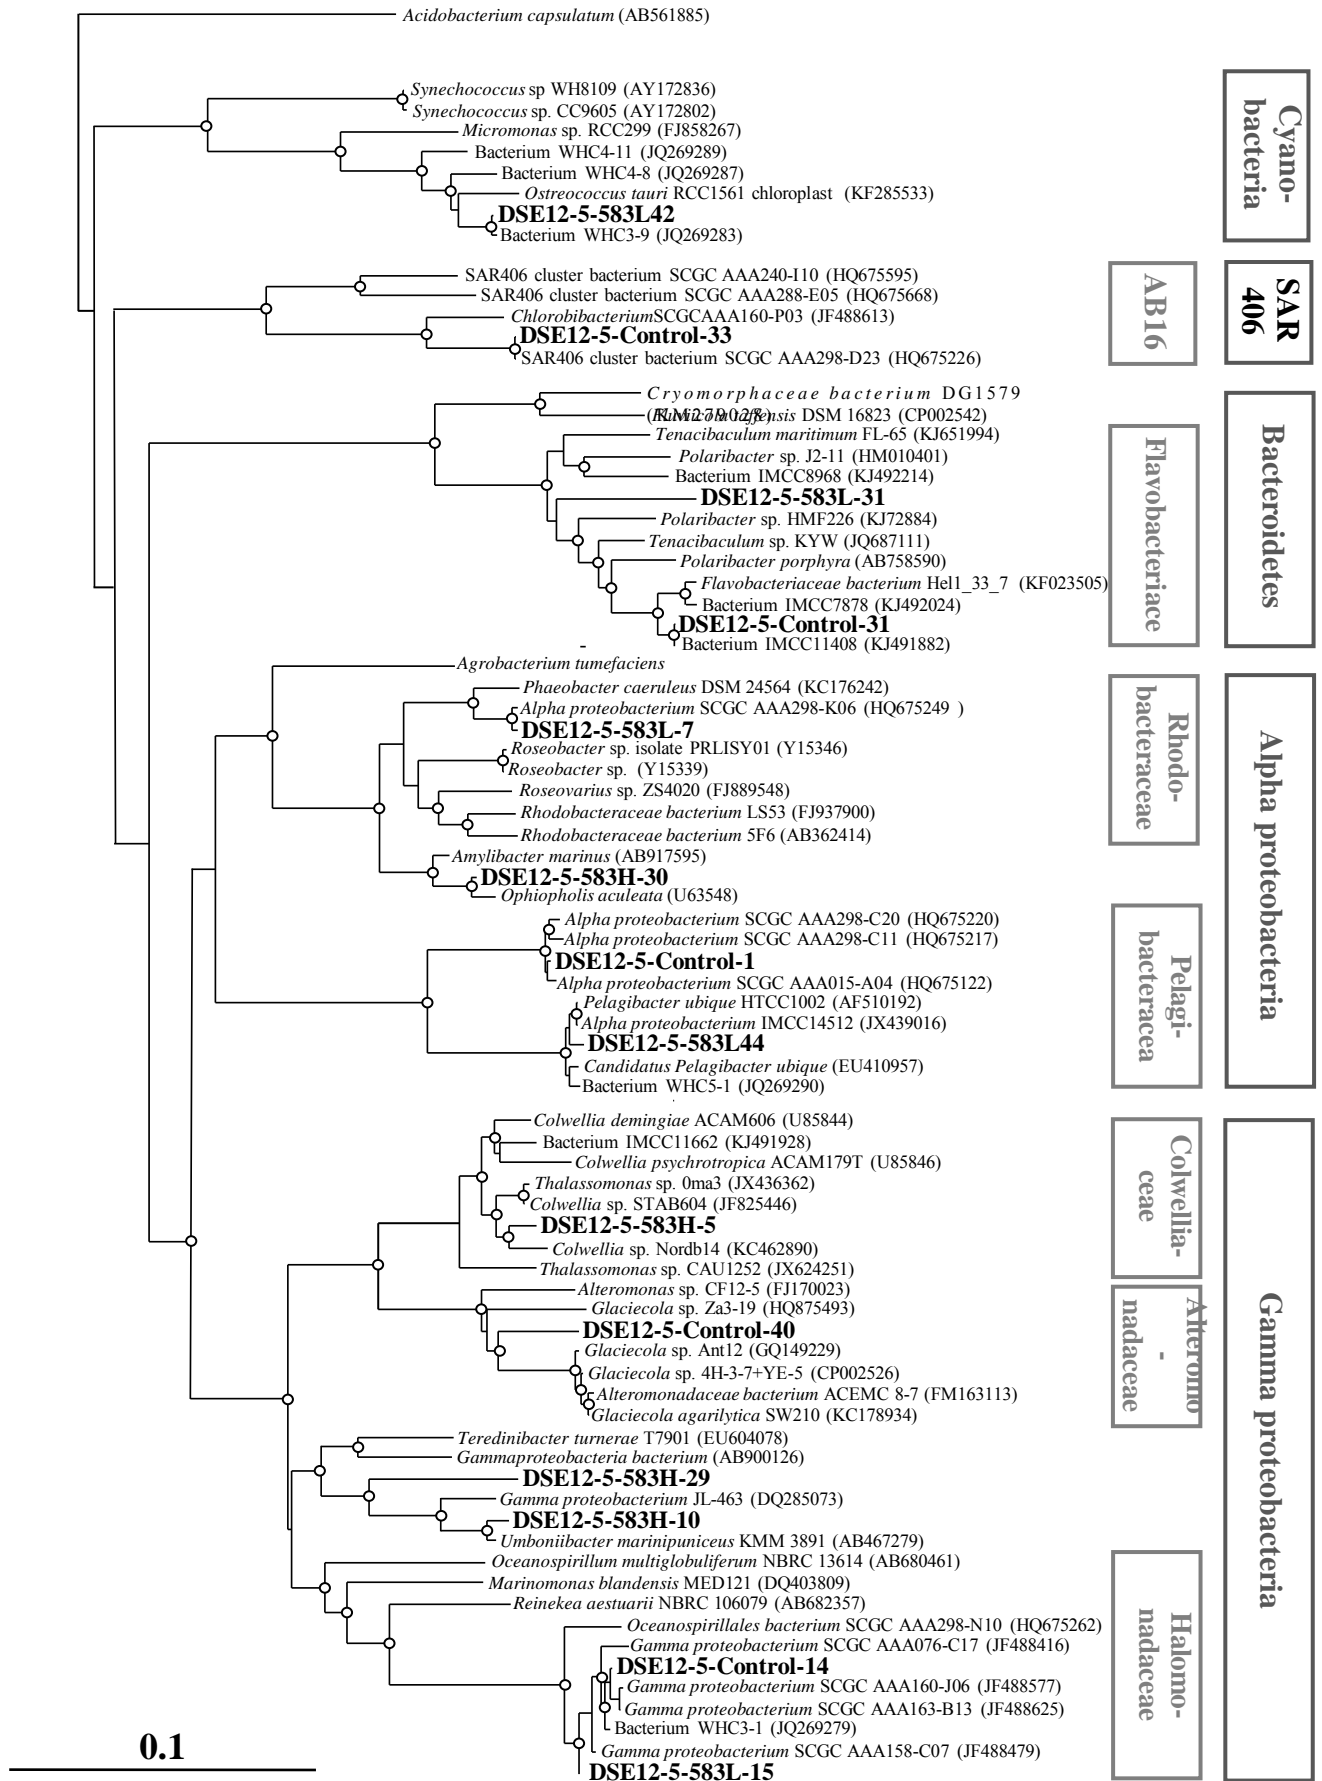 Acidobacterium capsulatum (AB561885)
Synechococcus sp WH8109 (AY172836)
Synechococcus sp. CC9605 (AY172802)
Micromonas sp. RCC299 (FJ858267)
Bacterium WHC4-11 (JQ269289)
Bacterium WHC4-8 (JQ269287)
Ostreococcus tauri RCC1561 chloroplast (KF285533)
DSE12-5-583L42
Bacterium WHC3-9 (JQ269283)
Cyano-
bacteria
SAR406 cluster bacterium SCGC AAA240-I10 (HQ675595)
SAR406 cluster bacterium SCGC AAA288-E05 (HQ675668)
ChlorobibacteriumSCGCAAA160-P03 (JF488613)
DSE12-5-Control-33
SAR406 cluster bacterium SCGC AAA298-D23 (HQ675226)
AB16
SAR
406
Cryomorphaceae bacterium DG1579
(KM279028)
DSM 16823 (CP002542)
Tenacibaculum maritimum FL-65 (KJ651994)
Polaribacter sp. J2-11 (HM010401)
Bacterium IMCC8968 (KJ492214)
DSE12-5-583L-31
Polaribacter sp. HMF226 (KJ72884)
Tenacibaculum sp. KYW (JQ687111)
Polaribacter porphyra (AB758590)
Flavobacteriaceae bacterium Hel1_33_7 (KF023505)
Bacterium IMCC7878 (KJ492024)
DSE12-5-Control-31
Bacterium IMCC11408 (KJ491882)
-
Flavobacteriace
Bacteroidetes
Agrobacterium tumefaciens
Phaeobacter caeruleus DSM 24564 (KC176242)
Alpha proteobacterium SCGC AAA298-K06 (HQ675249 )
DSE12-5-583L-7
Roseobacter sp. isolate PRLISY01 (Y15346)
Roseobacter sp. (Y15339)
Roseovarius sp. ZS4020 (FJ889548)
Rhodobacteraceae bacterium LS53 (FJ937900)
Rhodobacteraceae bacterium 5F6 (AB362414)
Amylibacter marinus (AB917595)
DSE12-5-583H-30
Ophiopholis aculeata (U63548)
Rhodo-
bacteraceae
Alpha proteobacterium SCGC AAA298-C20 (HQ675220)
Alpha proteobacterium SCGC AAA298-C11 (HQ675217)
DSE12-5-Control-1
Alpha proteobacterium SCGC AAA015-A04 (HQ675122)
Pelagibacter ubique HTCC1002 (AF510192)
Alpha proteobacterium IMCC14512 (JX439016)
DSE12-5-583L44
Candidatus Pelagibacter ubique (EU410957)
Bacterium WHC5-1 (JQ269290)
Pelagi-
bacteracea
Alpha proteobacteria
Colwellia demingiae ACAM606 (U85844)
Bacterium IMCC11662 (KJ491928)
Colwellia psychrotropica ACAM179T (U85846)
Thalassomonas sp. 0ma3 (JX436362)
Colwellia sp. STAB604 (JF825446)
DSE12-5-583H-5
Colwellia sp. Nordb14 (KC462890)
Thalassomonas sp. CAU1252 (JX624251)
Colwellia-
ceae
Alteromonas sp. CF12-5 (FJ170023)
Glaciecola sp. Za3-19 (HQ875493)
DSE12-5-Control-40
Glaciecola sp. Ant12 (GQ149229)
Glaciecola sp. 4H-3-7+YE-5 (CP002526)
Alteromonadaceae bacterium ACEMC 8-7 (FM163113)
Glaciecola agarilytica SW210 (KC178934)
Alteromo
-
nadaceae
Teredinibacter turnerae T7901 (EU604078)
Gammaproteobacteria bacterium (AB900126)
DSE12-5-583H-29
Gamma proteobacterium JL-463 (DQ285073)
DSE12-5-583H-10
Umboniibacter marinipuniceus KMM 3891 (AB467279)
Oceanospirillum multiglobuliferum NBRC 13614 (AB680461)
Marinomonas blandensis MED121 (DQ403809)
Reinekea aestuarii NBRC 106079 (AB682357)
Oceanospirillales bacterium SCGC AAA298-N10 (HQ675262)
Gamma proteobacterium SCGC AAA076-C17 (JF488416)
DSE12-5-Control-14
Gamma proteobacterium SCGC AAA160-J06 (JF488577)
Gamma proteobacterium SCGC AAA163-B13 (JF488625)
Bacterium WHC3-1 (JQ269279)
Gamma proteobacterium SCGC AAA158-C07 (JF488479)
DSE12-5-583L-15
Halomo-
nadaceae
Gamma proteobacteria
0.1